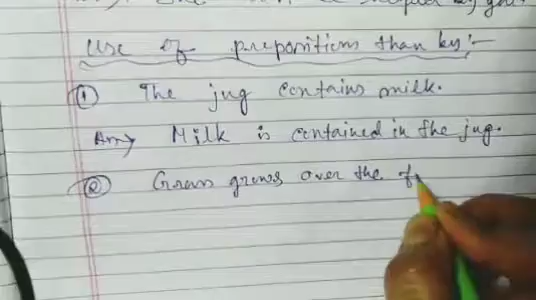 Use of prepositions than by:-
① The jug contains milk.
Ans→ Milk is contained in the jug.
② Grass grows over the f